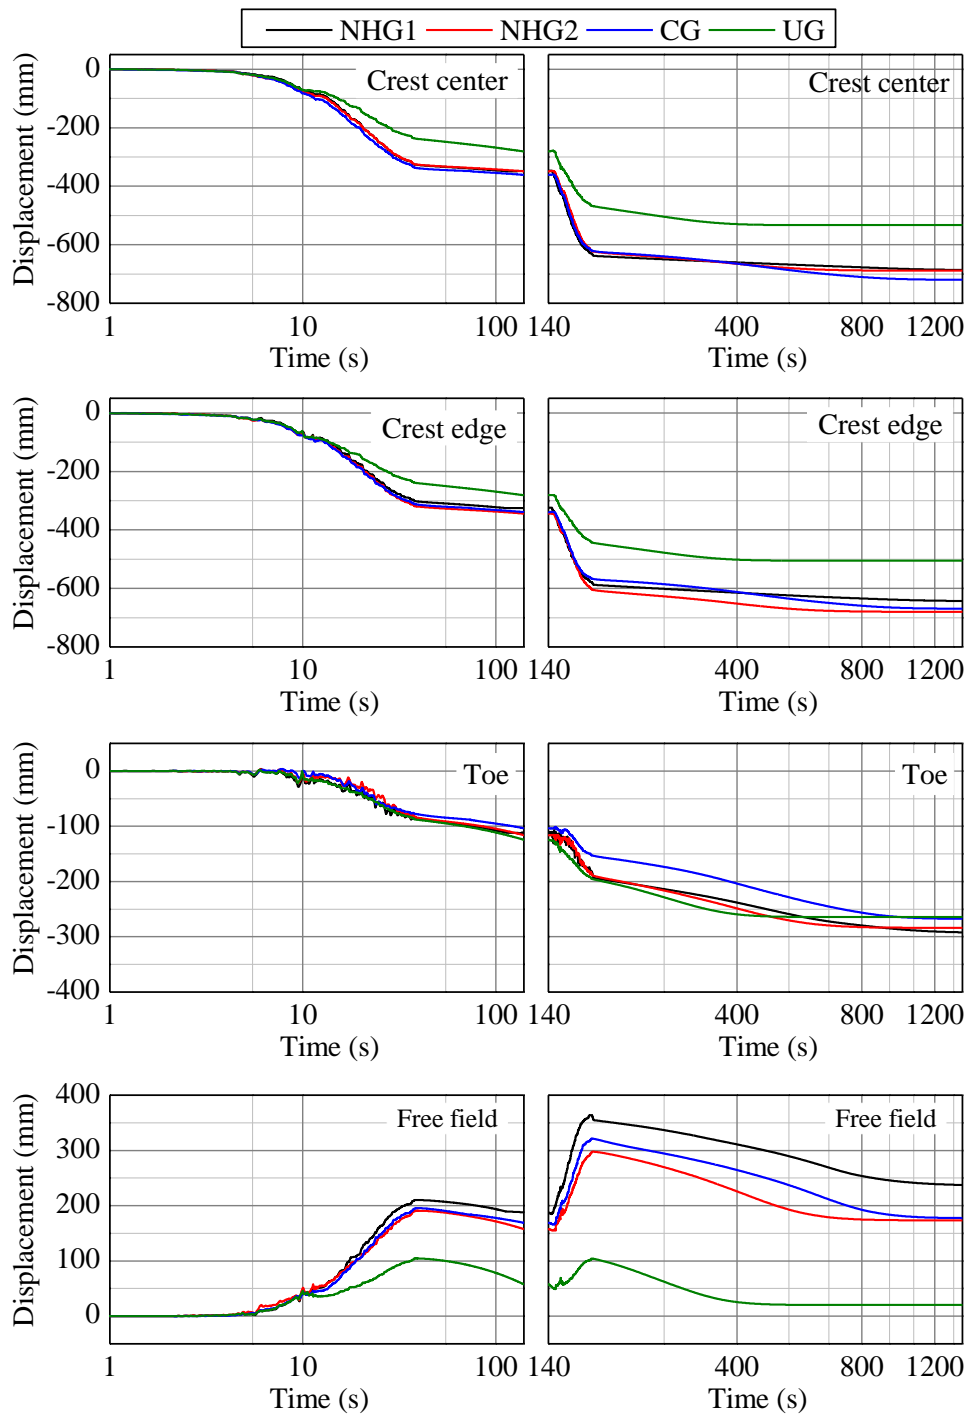 NHG1 NHG2 CG UG
Displacement (mm)
0
-200
-400
-600
-800
Crest center
Crest center
1 10 100 140 400 800 1200
Time (s) Time (s)
Displacement (mm)
0
-200
-400
-600
-800
Crest edge
Crest edge
1 10 100 140 400 800 1200
Time (s) Time (s)
Displacement (mm)
0
-100
-200
-300
-400
Toe
Toe
1 10 100 140 400 800 1200
Time (s) Time (s)
Displacement (mm)
400
300
200
100
0
Free field
Free field
1 10 100 140 400 800 1200
Time (s) Time (s)